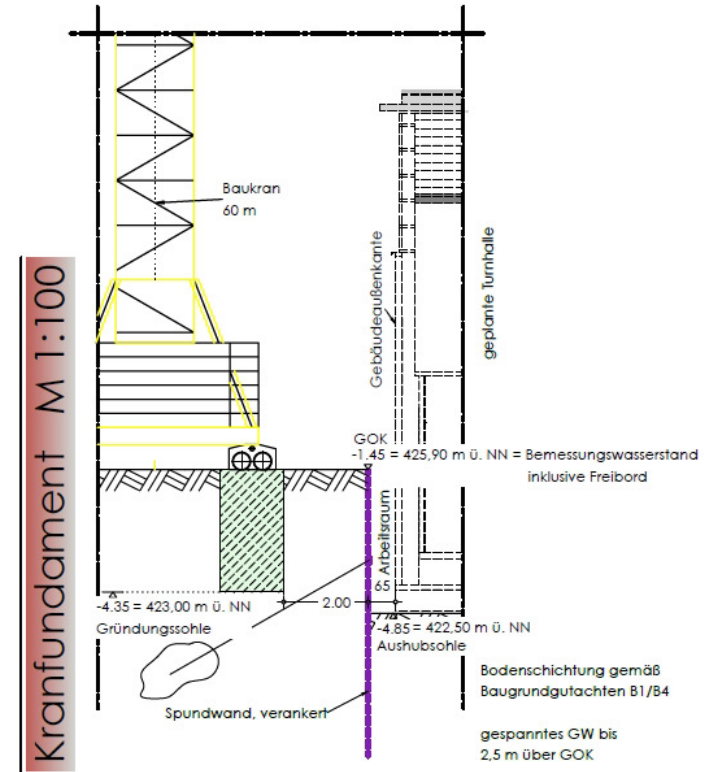 Kranfundament M 1:100
Baukran
60 m
Gebäudeaußenkante
geplante Turnhalle
GOK
-1.45 = 425,90 m ü. NN = Bemessungswasserstand
inklusive Freibord
Arbeitsraum
65
2.00
-4.35 = 423,00 m ü. NN
Gründungssohle
-4.85 = 422,50 m ü. NN
Aushubsohle
Spundwand, verankert
Bodenschichtung gemäß
Baugrundgutachten B1/B4
gespanntes GW bis
2,5 m über GOK